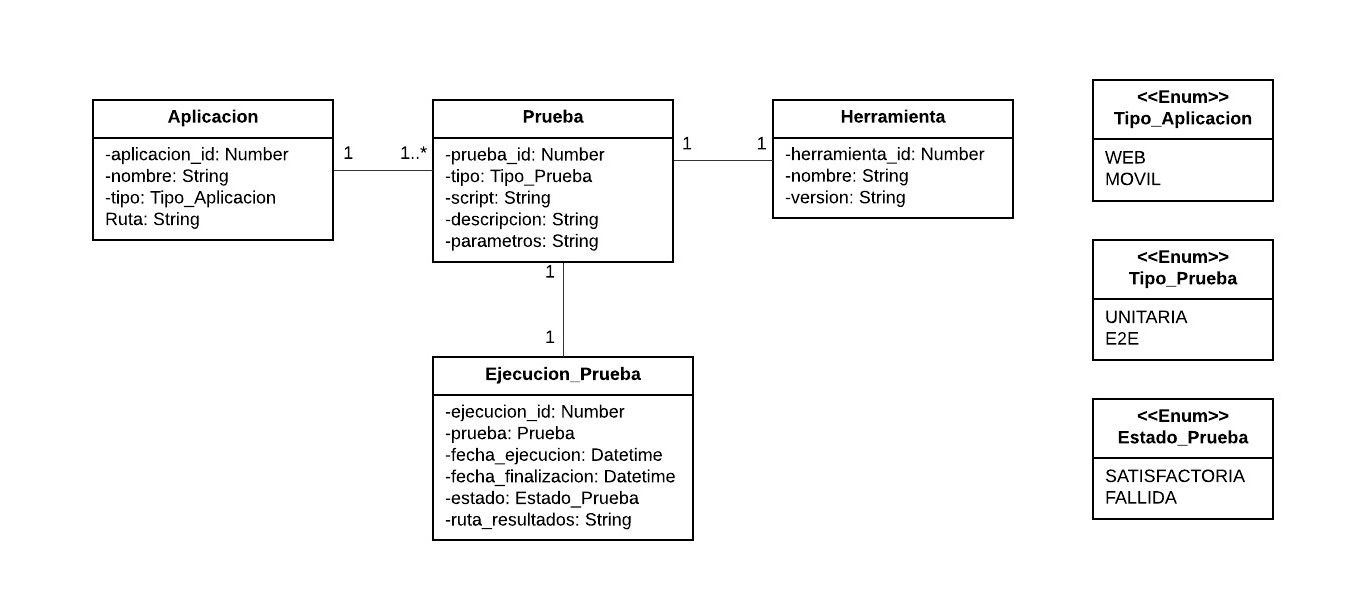 Aplicacion
-aplicacion_id: Number
-nombre: String
-tipo: Tipo_Aplicacion
Ruta: String
1
1..*
Prueba
-prueba_id: Number
-tipo: Tipo_Prueba
-script: String
-descripcion: String
-parametros: String
1
1
Herramienta
-herramienta_id: Number
-nombre: String
-version: String
1
1
Ejecucion_Prueba
-ejecucion_id: Number
-prueba: Prueba
-fecha_ejecucion: Datetime
-fecha_finalizacion: Datetime
-estado: Estado_Prueba
-ruta_resultados: String
<<Enum>>
Tipo_Aplicacion
WEB
MOVIL
<<Enum>>
Tipo_Prueba
UNITARIA
E2E
<<Enum>>
Estado_Prueba
SATISFACTORIA
FALLIDA